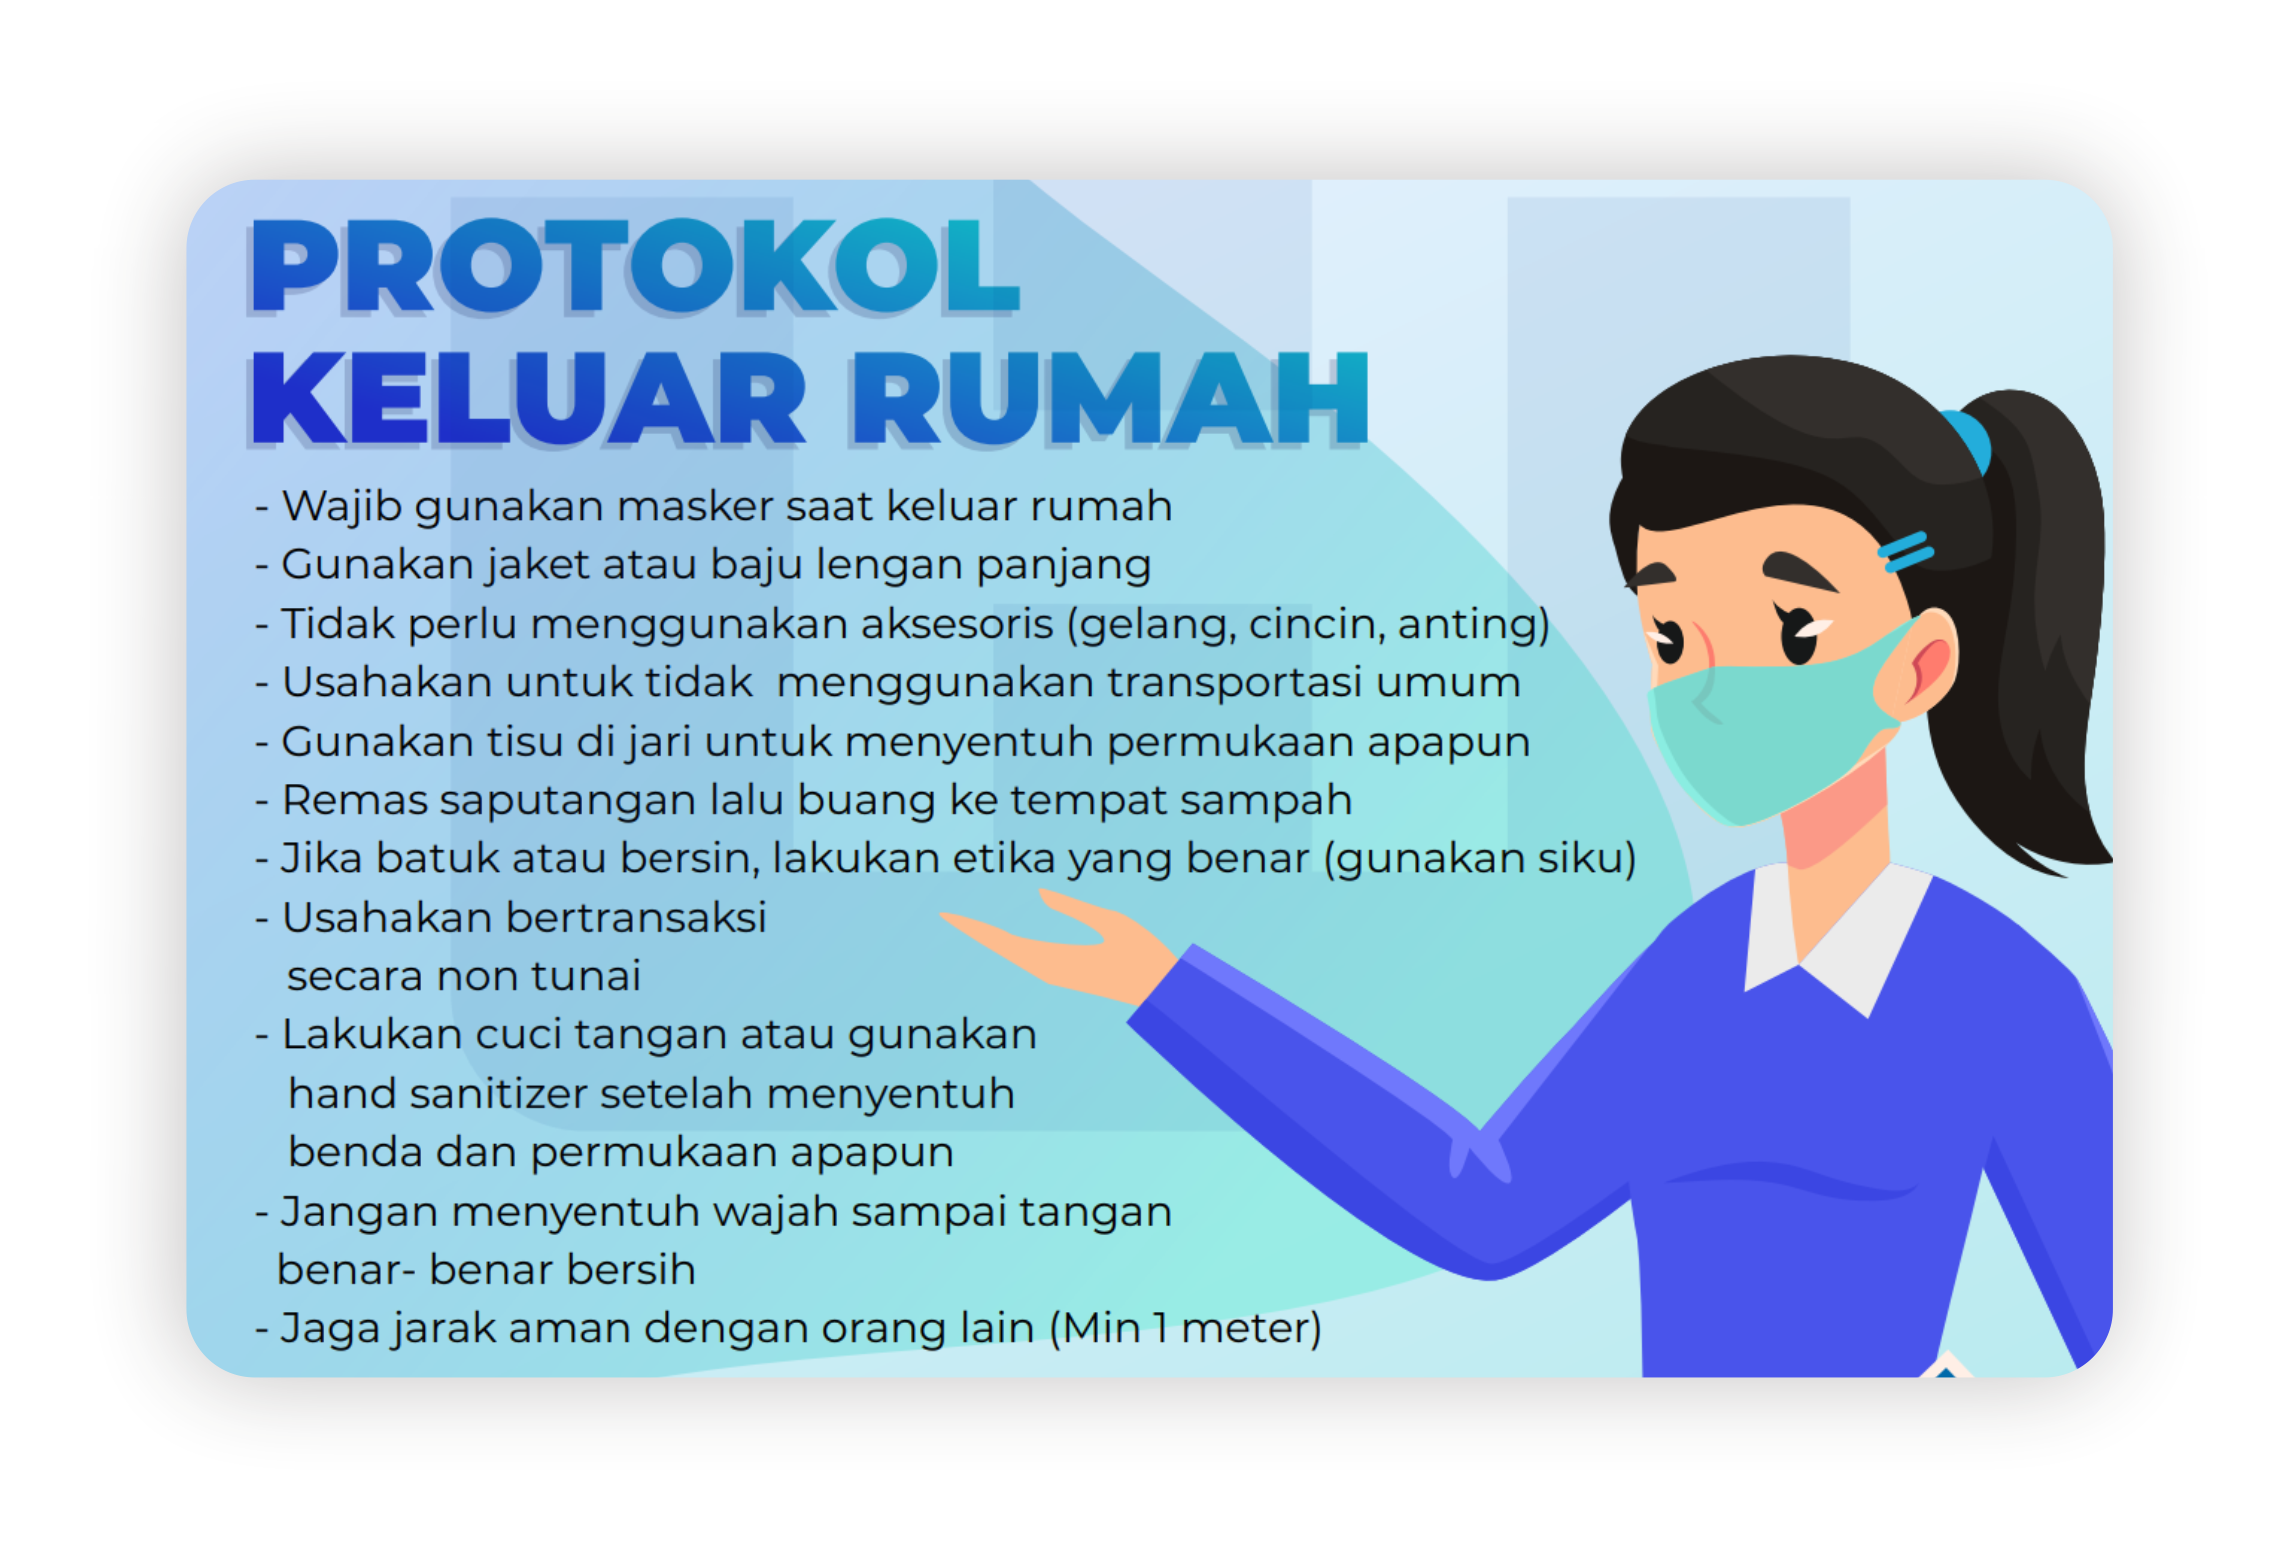 PROTOKOL
KELUAR RUMAH
- Wajib gunakan masker saat keluar rumah
- Gunakan jaket atau baju lengan panjang
- Tidak perlu menggunakan aksesoris (gelang, cincin, anting)
- Usahakan untuk tidak  menggunakan transportasi umum
- Gunakan tisu di jari untuk menyentuh permukaan apapun
- Remas saputangan lalu buang ke tempat sampah
- Jika batuk atau bersin, lakukan etika yang benar (gunakan siku)
- Usahakan bertransaksi
secara non tunai
- Lakukan cuci tangan atau gunakan
hand sanitizer setelah menyentuh
benda dan permukaan apapun
- Jangan menyentuh wajah sampai tangan
benar- benar bersih
- Jaga jarak aman dengan orang lain (Min 1 meter)